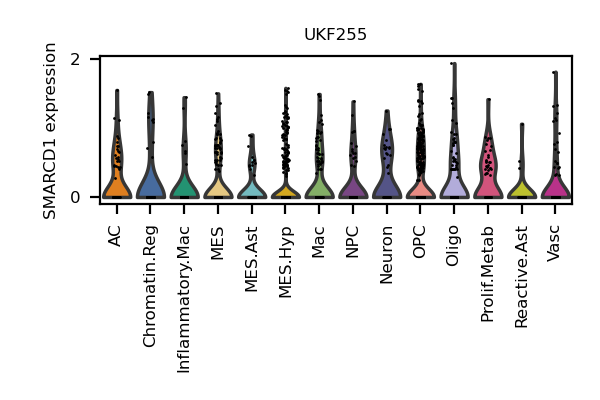 UKF255
SMARCD1 expression
2
0
AC
Chromatin.Reg
Inflammatory.Mac
MES
MES.Ast
MES.Hyp
Mac
NPC
Neuron
OPC
Oligo
Prolif.Metab
Reactive.Ast
Vasc